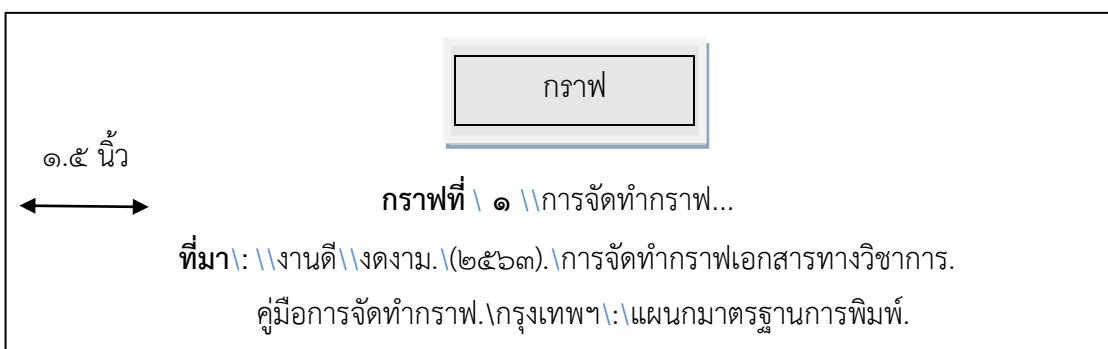 กราฟ
๑.๕ นิ้ว
กราฟที่ \ ๑ \\การจัดทำกราฟ...
ที่มา\: \\งานดี\\งดงาม.\(๒๕๖๓).\การจัดทำกราฟเอกสารทางวิชาการ.
คู่มือการจัดทำกราฟ.\กรุงเทพฯ\:\แผนกมาตรฐานการพิมพ์.